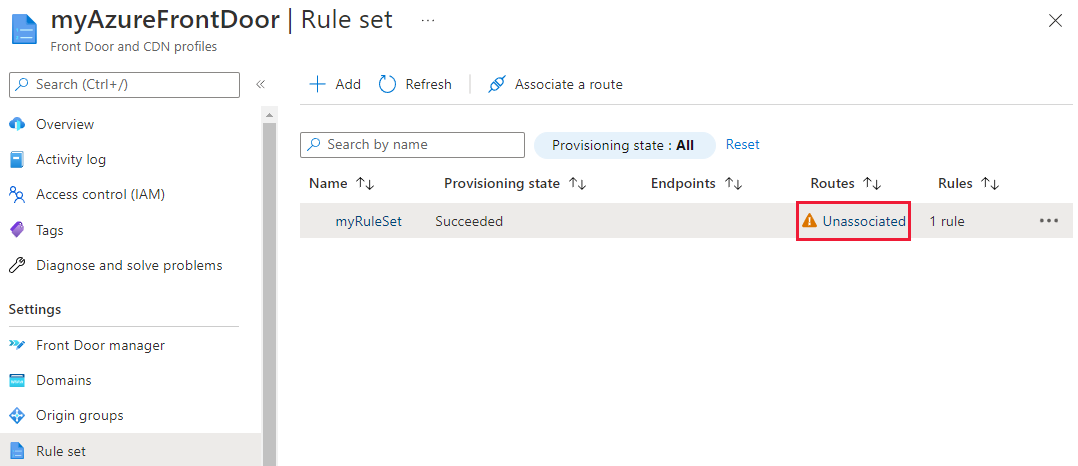 myAzureFrontDoor | Rule set ...
Front Door and CDN profiles
Search (Ctrl+/)
Overview
Activity log
Access control (IAM)
Tags
Diagnose and solve problems
Settings
Front Door manager
Domains
Origin groups
Rule set
Add Refresh Associate a route
Search by name Provisioning state : All Reset
Name Provisioning state Endpoints Routes Rules
myRuleSet Succeeded Unassociated 1 rule